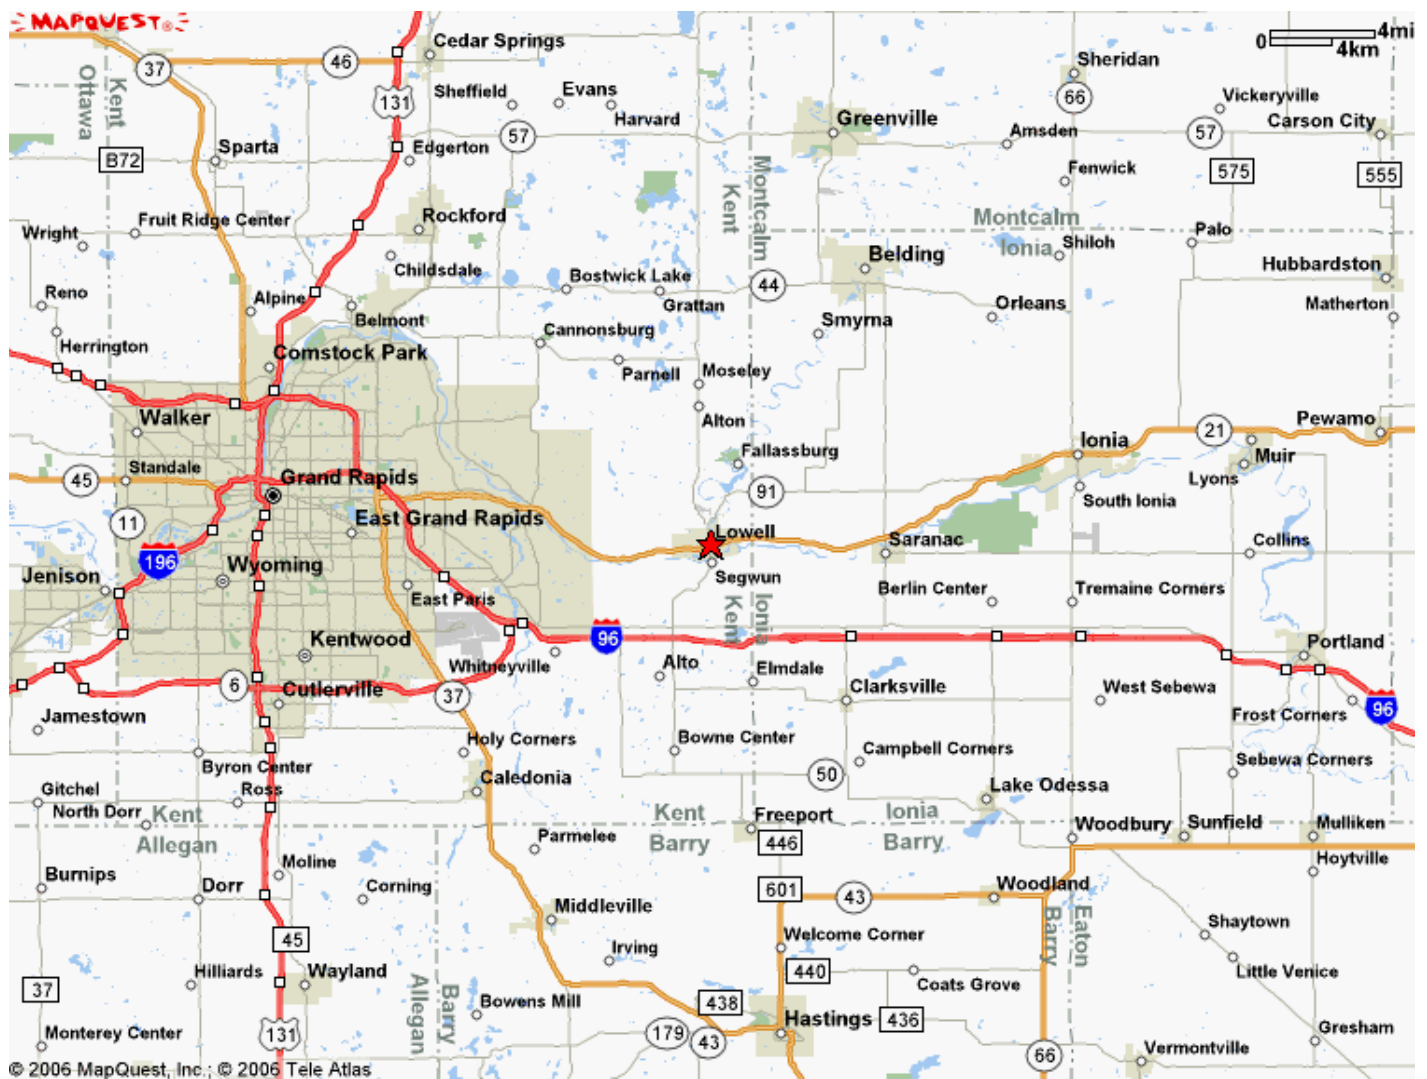 MAPQUEST®
4mi
0
4km
37
46
Cedar Springs
Sheridan
Kent
Ottawa
131
Sheffield
Evans
Harvard
66
Vickeryville
Greenville
57
Amsden
57
Carson City
B72
Sparta
Edgerton
Fenwick
575
555
Montcalm
Kent
Fruit Ridge Center
Rockford
Montcalm
Palo
Wright
Ionia
Shiloh
Childsdale
Belding
Hubbardston
Bostwick Lake
44
Reno
Alpine
Grattan
Orleans
Matherton
Belmont
Smyrna
Herrington
Cannonsburg
Comstock Park
Parnell
Moseley
Walker
Alton
Pewamo
21
Ionia
Fallassburg
Muir
Standale
Lyons
45
Grand Rapids
91
South Ionia
11
East Grand Rapids
Lowell
Saranac
Collins
196
Wyoming
Segwun
Jenison
Berlin Center
Tremaine Corners
East Paris
Kent
Ionia
Kentwood
96
Portland
Whitneyville
Alto
Elmdale
6
Cutlerville
37
Clarksville
West Sebewa
96
Jamestown
Frost Corners
Holy Corners
Bowne Center
Campbell Corners
Byron Center
Sebewa Corners
Caledonia
50
Lake Odessa
Gitchel
Ross
North Dorr
Kent
Kent
Freeport
Ionia
Woodbury
Sunfield
Mulliken
Allegan
Parmelee
Barry
446
Barry
Hoytville
Moline
Burnips
Dorr
Corning
601
43
Woodland
Middleville
Barry
Eaton
Shaytown
45
Irving
Welcome Corner
Hilliards
Wayland
440
Coats Grove
Little Venice
37
Allegan
Barry
Bowens Mill
438
Hastings
436
Monterey Center
131
179
43
Gresham
66
Vermontville
© 2006 MapQuest, Inc.; © 2006 Tele Atlas